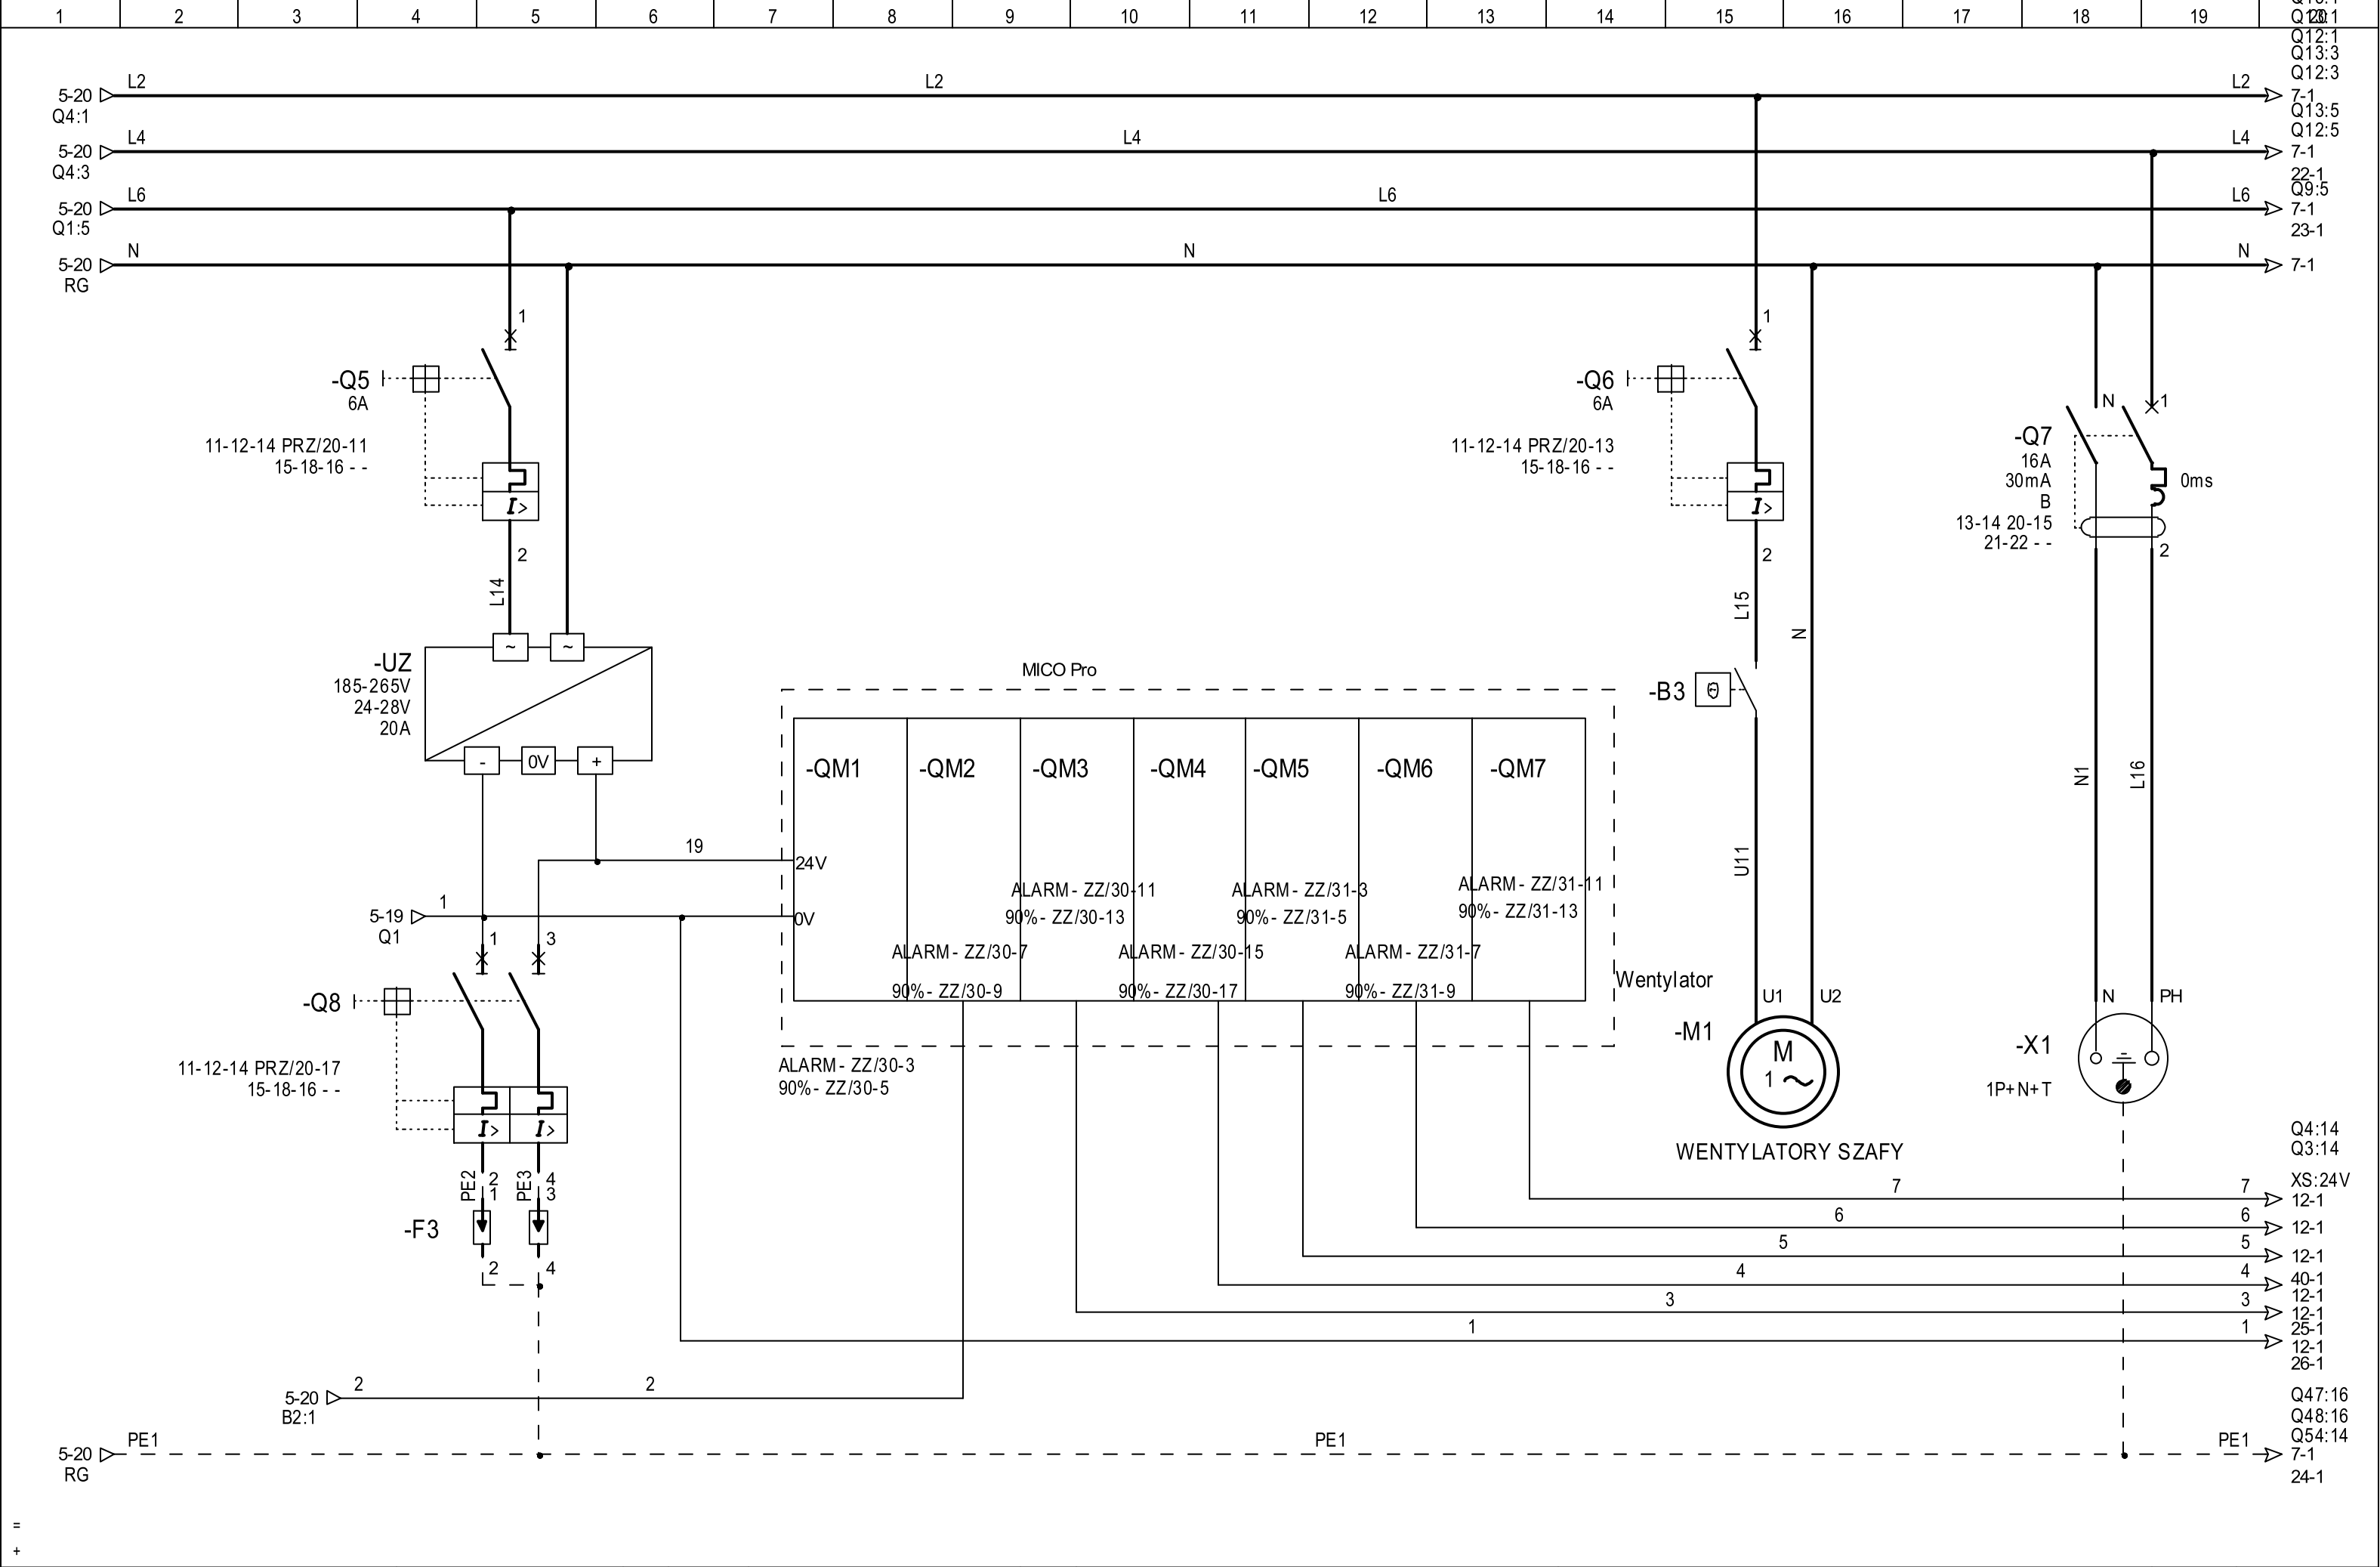 1 2 3 4 5 6 7 8 9 10 11 12 13 14 15 16 17 18 19 20
Q13:1
Q12:1
Q13:3
Q12:3
L2 L2 L2
5-20 7-1
Q4:1
Q13:5
Q12:5
L4 L4 L4
5-20 7-1
Q4:3
22-1
Q9:5
L6 L6 L6
5-20 7-1
Q1:5
23-1
N N N
5-20 7-1
RG
1
-Q5
6A
11-12-14 PRZ/20-11
15-18-16 - -
I>
2
L14
1
-Q6
6A
11-12-14 PRZ/20-13
15-18-16 - -
I>
2
L15
N
N 1
-Q7
16A
30mA
B
13-14 20-15
21-22 - -
0ms
2
-UZ
185-265V
24-28V
20A
~ ~
- 0V +
MICO Pro
-QM1 -QM2 -QM3 -QM4 -QM5 -QM6 -QM7
24V
0V
19
1
5-19
Q1
ALARM - ZZ/30-11
90% - ZZ/30-13
ALARM - ZZ/31-3
90% - ZZ/31-5
ALARM - ZZ/31-11
90% - ZZ/31-13
ALARM - ZZ/30-7
90% - ZZ/30-9
ALARM - ZZ/30-15
90% - ZZ/30-17
ALARM - ZZ/31-7
90% - ZZ/31-9
ALARM - ZZ/30-3
90% - ZZ/30-5
-B3
U11
N1
L16
Wentylator
U1 U2
-M1
M
1
WENTYLATORY SZAFY
N PH
-X1
1P+N+T
1 3
-Q8
11-12-14 PRZ/20-17
15-18-16 - -
I> I>
PE2 2 PE3 4
1 3
-F3
2 4
Q4:14
Q3:14
XS:24V
7 7 12-1
6 6 12-1
5 5 12-1
4 4 40-1
12-1
3 3 12-1
25-1
1 1 12-1
26-1
2 2
5-20
B2:1
Q47:16
Q48:16
Q54:14
PE1 PE1 PE1
5-20 7-1
RG
24-1
=
+